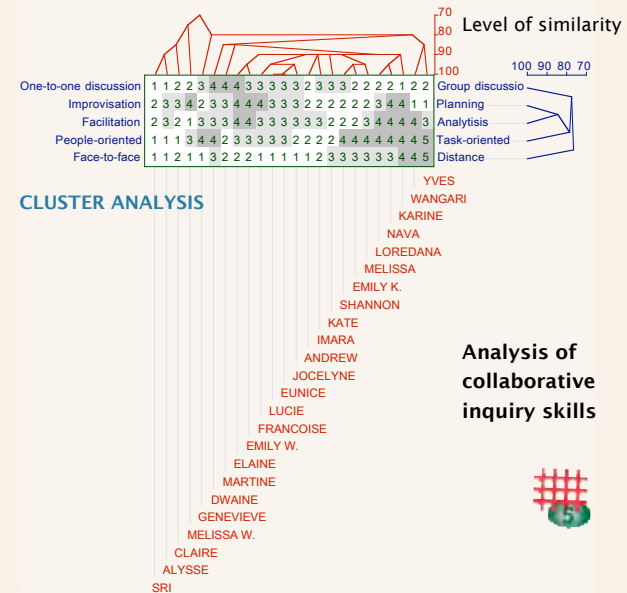 70
80
90
100
Level of similarity
100 90 80 70
One-to-one discussion 1 1 2 2 3 4 4 4 3 3 3 3 3 2 3 3 3 2 2 2 2 1 2 2 Group discussio
Improvisation 2 3 3 4 2 3 3 4 4 4 3 3 3 2 2 2 2 2 2 3 4 4 1 1 Planning
Facilitation 2 3 2 1 3 3 3 4 4 3 3 3 3 3 3 3 3 3 3 4 4 4 4 3 Analytisis
People-oriented 1 1 1 3 4 4 2 3 3 3 3 3 2 2 2 2 4 4 4 4 4 4 4 5 Task-oriented
Face-to-face 1 1 2 1 1 3 2 2 2 1 1 1 1 1 2 2 3 3 3 3 3 4 4 5 Distance
YVES
CLUSTER ANALYSIS
WANGARI
KARINE
NAVA
LOREDANA
MELISSA
EMILY K.
SHANNON
KATE
IMARA
ANDREW
JOCELYNE
EUNICE
LUCIE
FRANCOISE
EMILY W.
ELAINE
MARTINE
DWAINE
GENEVIEVE
MELISSA W.
CLAIRE
ALYSSE
SRI
Analysis of
collaborative
inquiry skills
5